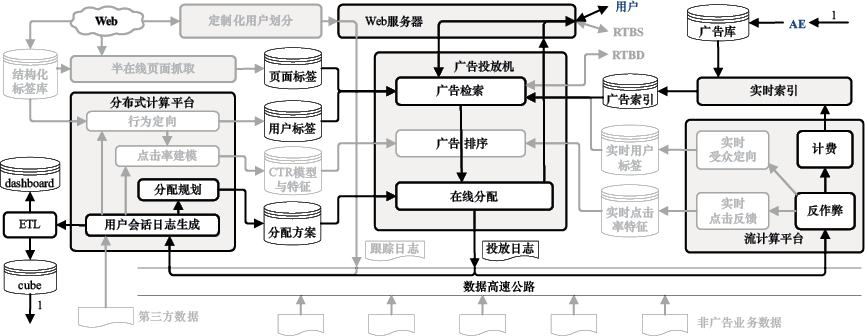 Web
定制化用户划分
Web服务器
用户
RTBS
RTBD
广告库
AE
1
结构化
标签库
半在线页面抓取
页面标签
广告投放机
广告检索
广告索引
实时索引
分布式计算平台
行为定向
用户标签
点击率建模
CTR模型
与特征
广告 排序
实时用户
标签
实时
受众定向
计费
dashboard
分配规划
在线分配
ETL
用户会话日志生成
分配方案
实时点击
率特征
实时
点击反馈
反作弊
流计算平台
跟踪日志
投放日志
cube
1
数据高速公路
第三方数据
非广告业务数据